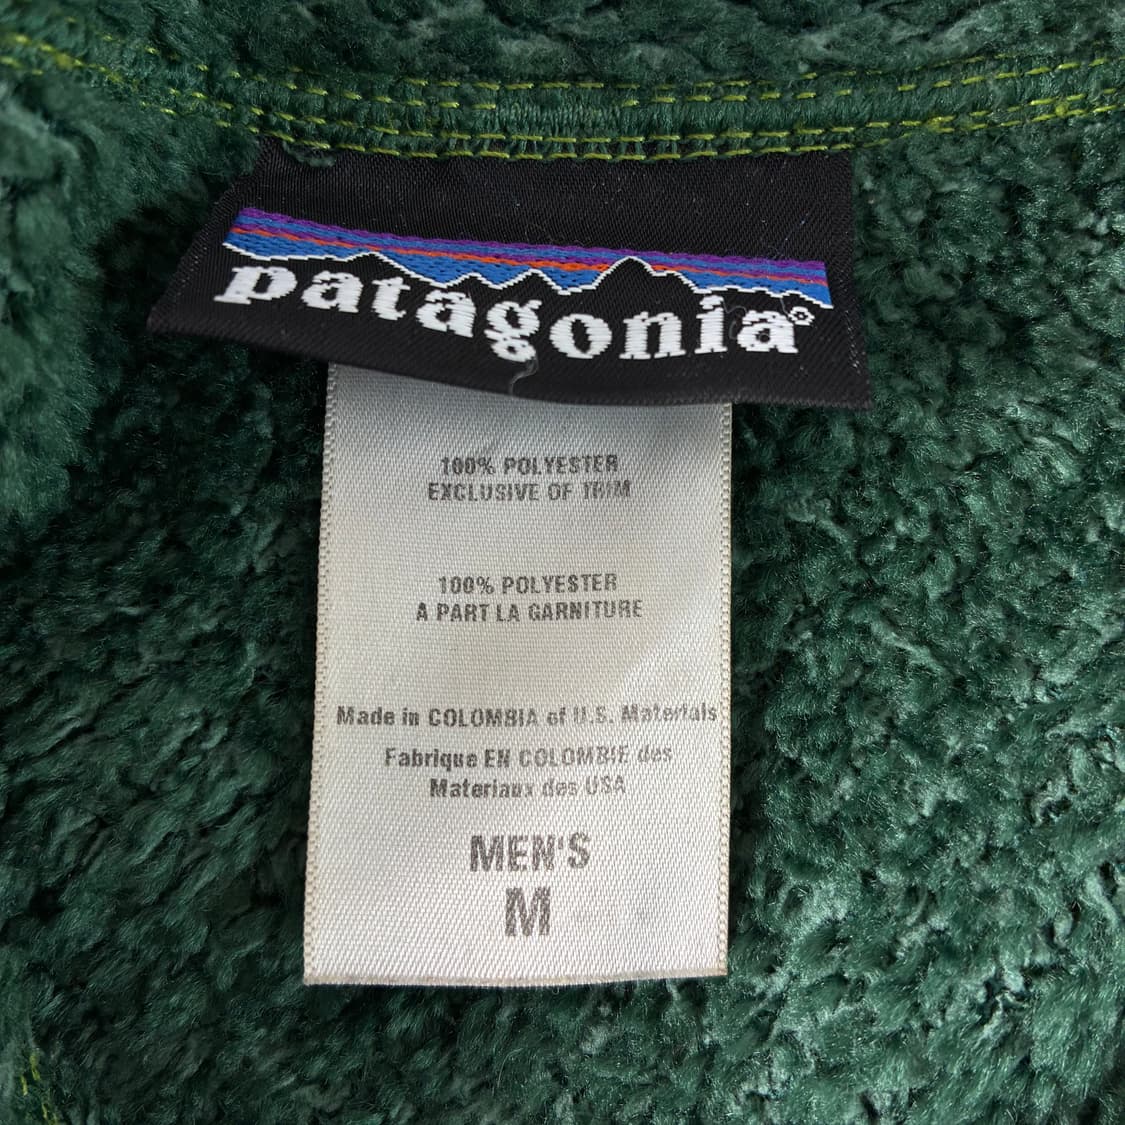 patagonia®
100% POLYESTER
EXCLUSIVE OF TRIM
100% POLYESTER
A PART LA GARNITURE
Made in COLOMBIA of U.S. Materials
Fabrique EN COLOMBIE des
Materiaux des USA
MEN'S
M